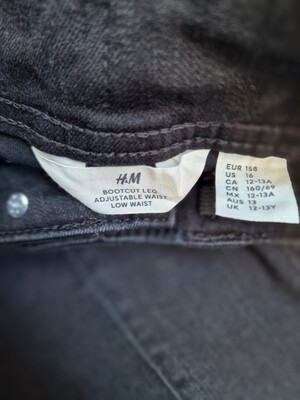 H&M
BOOTCUT LEG
ADJUSTABLE WAIST
LOW WAIST
EUR 158
US 16
CA 12-13A
CN 160/69
MX 12-13A
AUS 13
UK 12-13Y